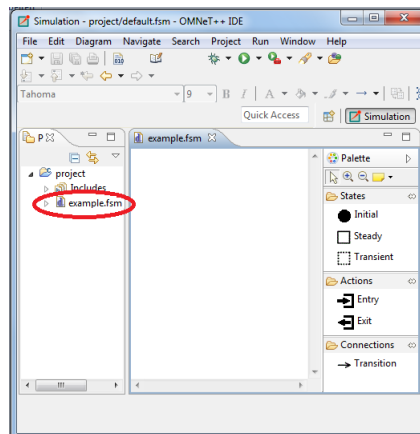 Simulation - project/default.fsm - OMNeT++ IDE
File Edit Diagram Navigate Search Project Run Window Help
010
Tahoma 9 B I A
Quick Access Simulation
P
example.fsm
project
Includes
example.fsm
Palette
States
Initial
Steady
Transient
Actions
Entry
Exit
Connections
Transition